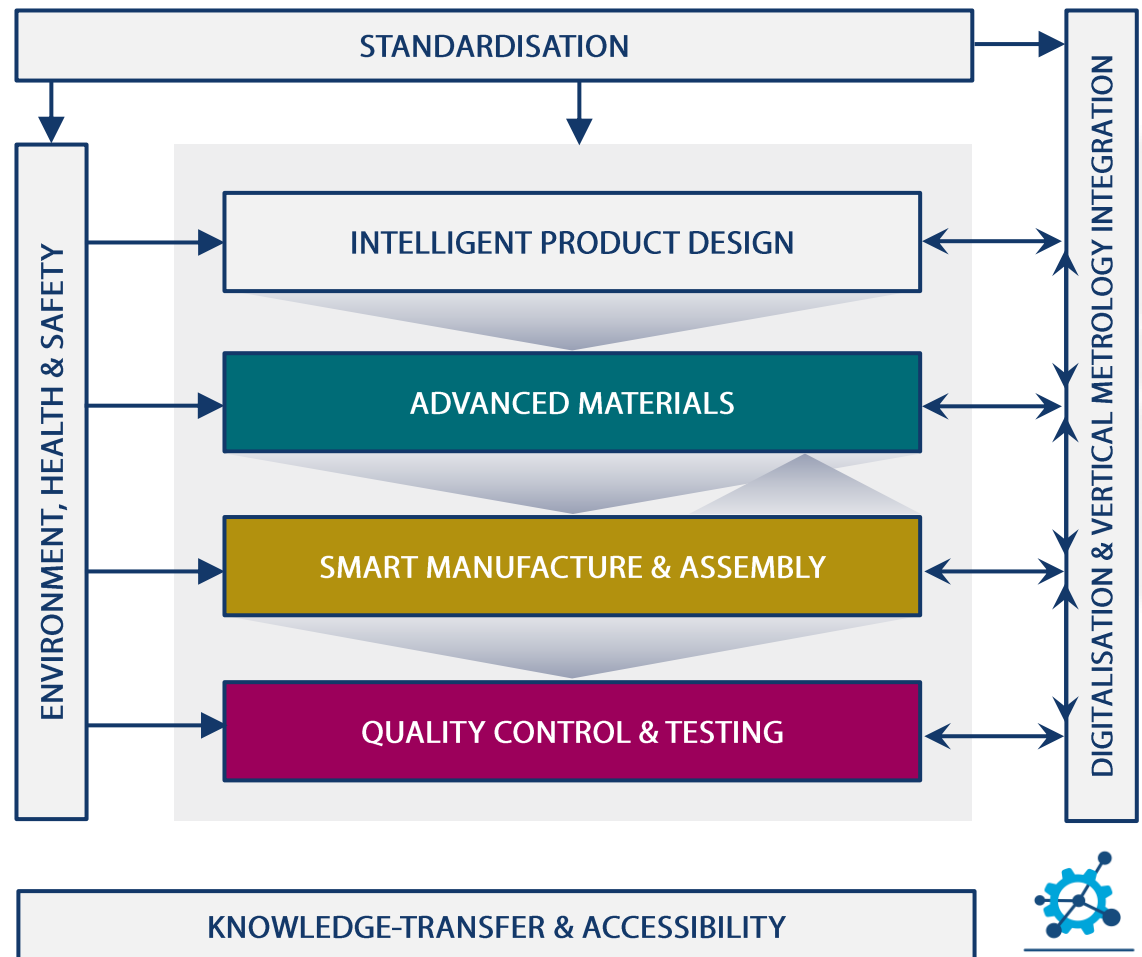 STANDARDISATION
ENVIRONMENT, HEALTH & SAFETY
INTELLIGENT PRODUCT DESIGN
ADVANCED MATERIALS
SMART MANUFACTURE & ASSEMBLY
QUALITY CONTROL & TESTING
DIGITALISATION & VERTICAL METROLOGY INTEGRATION
KNOWLEDGE-TRANSFER & ACCESSIBILITY